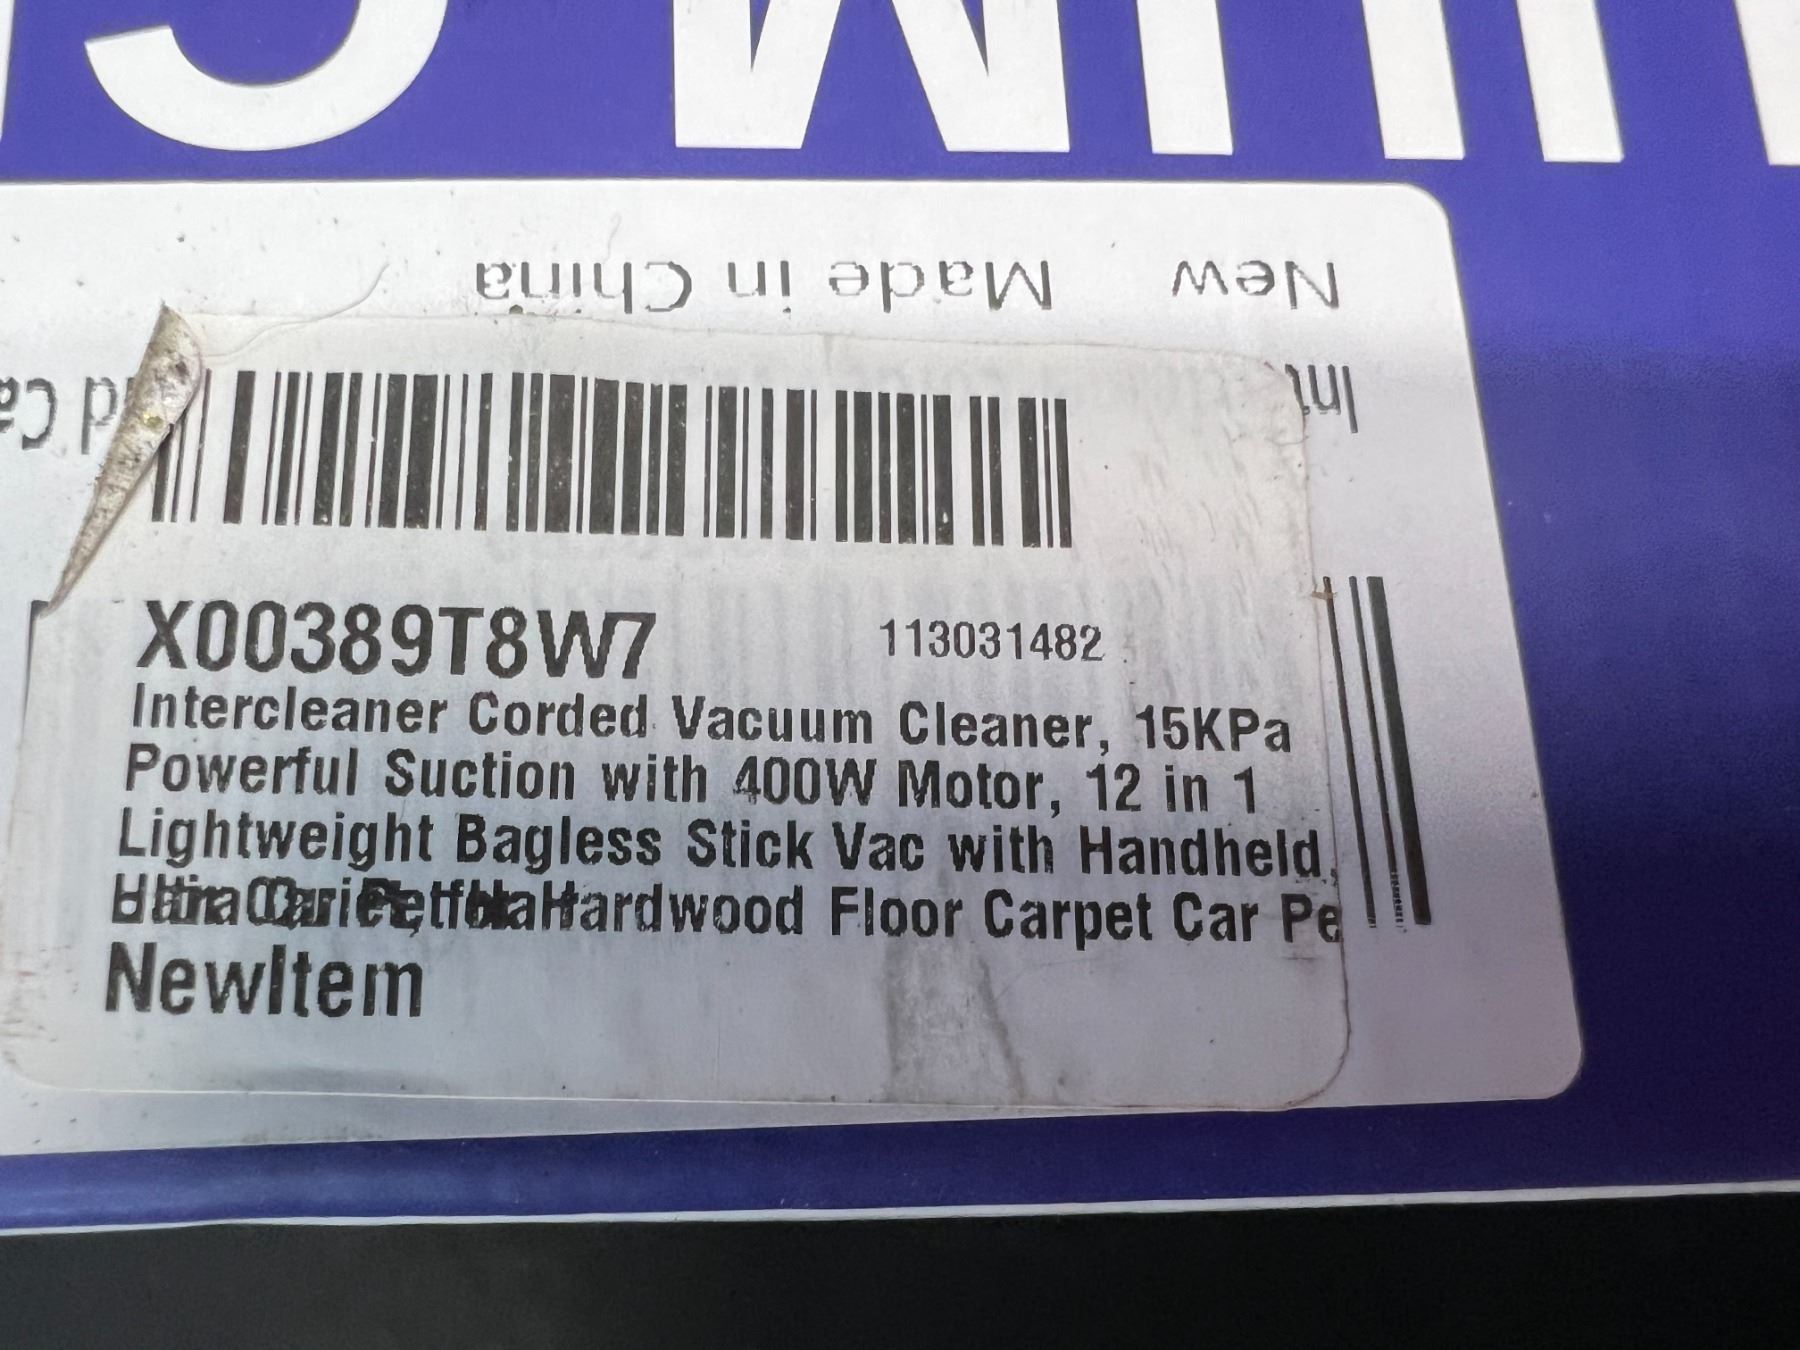 New Made in China
X00389T8W7 113031482
Intercleaner Corded Vacuum Cleaner, 15KPa
Powerful Suction with 400W Motor, 12 in 1
Lightweight Bagless Stick Vac with Handheld,
Hardwood Floor Carpet Car Pe
NewItem